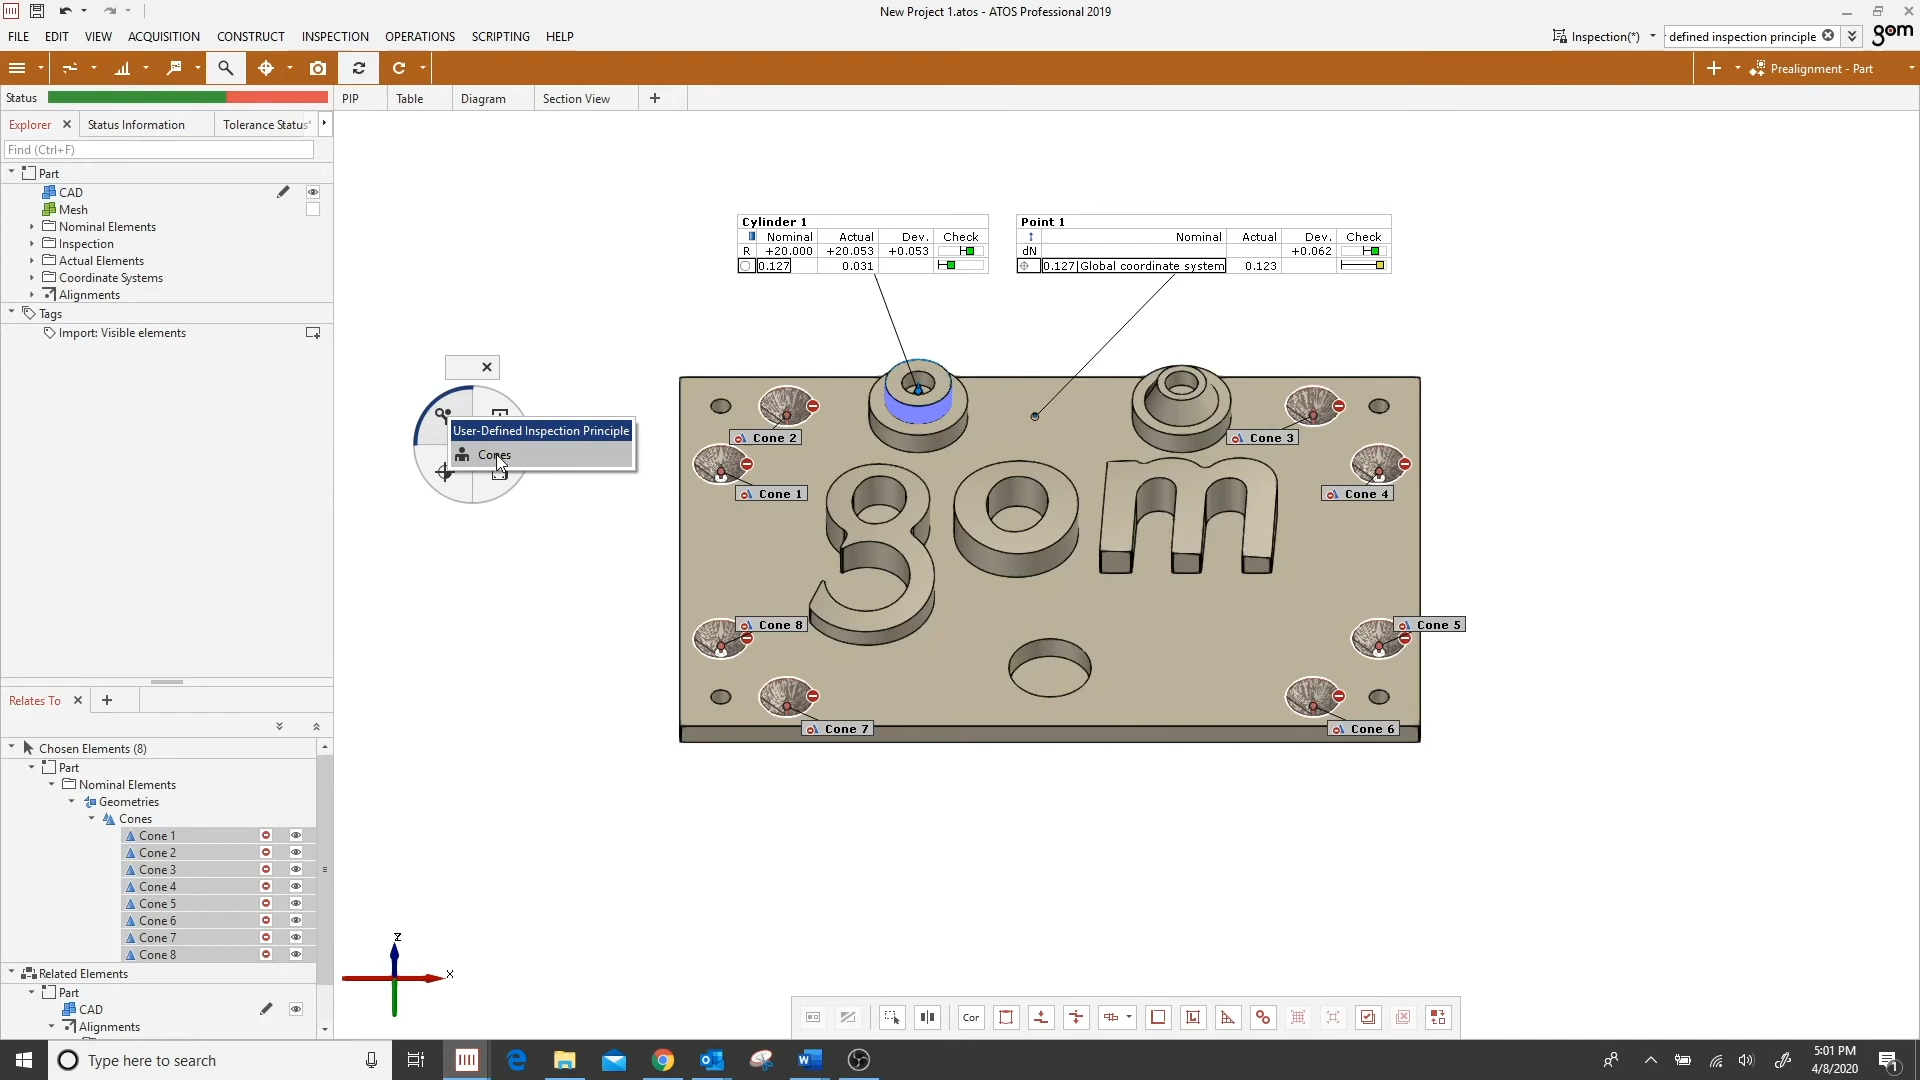 New Project 1.atos - ATOS Professional 2019
FILE EDIT VIEW ACQUISITION CONSTRUCT INSPECTION OPERATIONS SCRIPTING HELP
Inspection(*) defined inspection principle gom
Prealignment - Part
Status PIP Table Diagram Section View
Explorer Status Information Tolerance Status
Find (Ctrl+F)
Part
CAD
Mesh
Nominal Elements
Inspection
Actual Elements
Coordinate Systems
Alignments
Tags
Import: Visible elements
Cylinder 1
Nominal Actual Dev. Check
R +20.000 +20.053 +0.053
0.127 0.031
Point 1
Nominal Actual Dev. Check
dN +0.062
0.127|Global coordinate system 0.123
User-Defined Inspection Principle
Cones
Cone 2
Cone 3
Cone 1
Cone 4
gom
Cone 8
Cone 5
Cone 7
Cone 6
Z
X
Relates To
Chosen Elements (8)
Part
Nominal Elements
Geometries
Cones
Cone 1
Cone 2
Cone 3
Cone 4
Cone 5
Cone 6
Cone 7
Cone 8
Related Elements
Part
CAD
Alignments
Cor
Type here to search
5:01 PM
4/8/2020
1